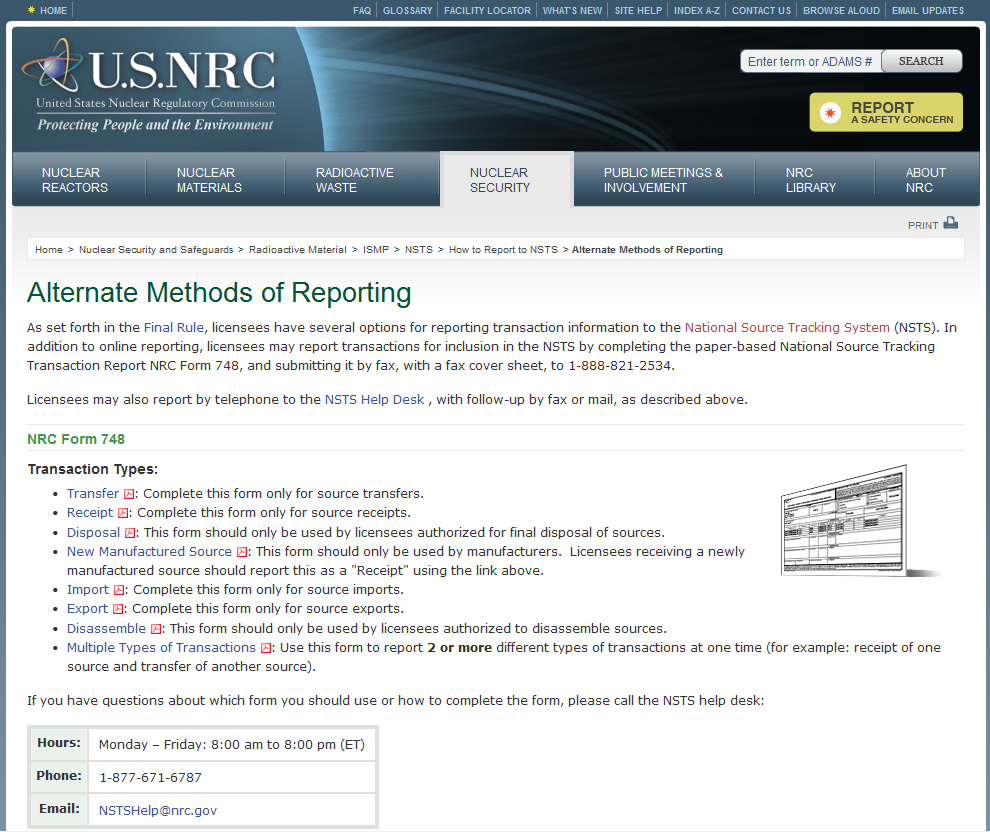 HOME
FAQ GLOSSARY FACILITY LOCATOR WHAT'S NEW SITE HELP INDEX A-Z CONTACT US BROWSE ALOUD EMAIL UPDATES
U.S.NRC
United States Nuclear Regulatory Commission
Protecting People and the Environment
Enter term or ADAMS # SEARCH
REPORT
A SAFETY CONCERN
NUCLEAR REACTORS
NUCLEAR MATERIALS
RADIOACTIVE WASTE
NUCLEAR SECURITY
PUBLIC MEETINGS & INVOLVEMENT
NRC LIBRARY
ABOUT NRC
PRINT
Home > Nuclear Security and Safeguards > Radioactive Material > ISMP > NSTS > How to Report to NSTS > Alternate Methods of Reporting
Alternate Methods of Reporting
As set forth in the Final Rule, licensees have several options for reporting transaction information to the National Source Tracking System (NSTS). In
addition to online reporting, licensees may report transactions for inclusion in the NSTS by completing the paper-based National Source Tracking
Transaction Report NRC Form 748, and submitting it by fax, with a fax cover sheet, to 1-888-821-2534.
Licensees may also report by telephone to the NSTS Help Desk , with follow-up by fax or mail, as described above.
NRC Form 748
Transaction Types:
• Transfer : Complete this form only for source transfers.
• Receipt : Complete this form only for source receipts.
• Disposal : This form should only be used by licensees authorized for final disposal of sources.
• New Manufactured Source : This form should only be used by manufacturers. Licensees receiving a newly
manufactured source should report this as a "Receipt" using the link above.
• Import : Complete this form only for source imports.
• Export : Complete this form only for source exports.
• Disassemble : This form should only be used by licensees authorized to disassemble sources.
• Multiple Types of Transactions : Use this form to report 2 or more different types of transactions at one time (for example: receipt of one
source and transfer of another source).
If you have questions about which form you should use or how to complete the form, please call the NSTS help desk:
Hours: Monday – Friday: 8:00 am to 8:00 pm (ET)
Phone: 1-877-671-6787
Email: NSTSHelp@nrc.gov